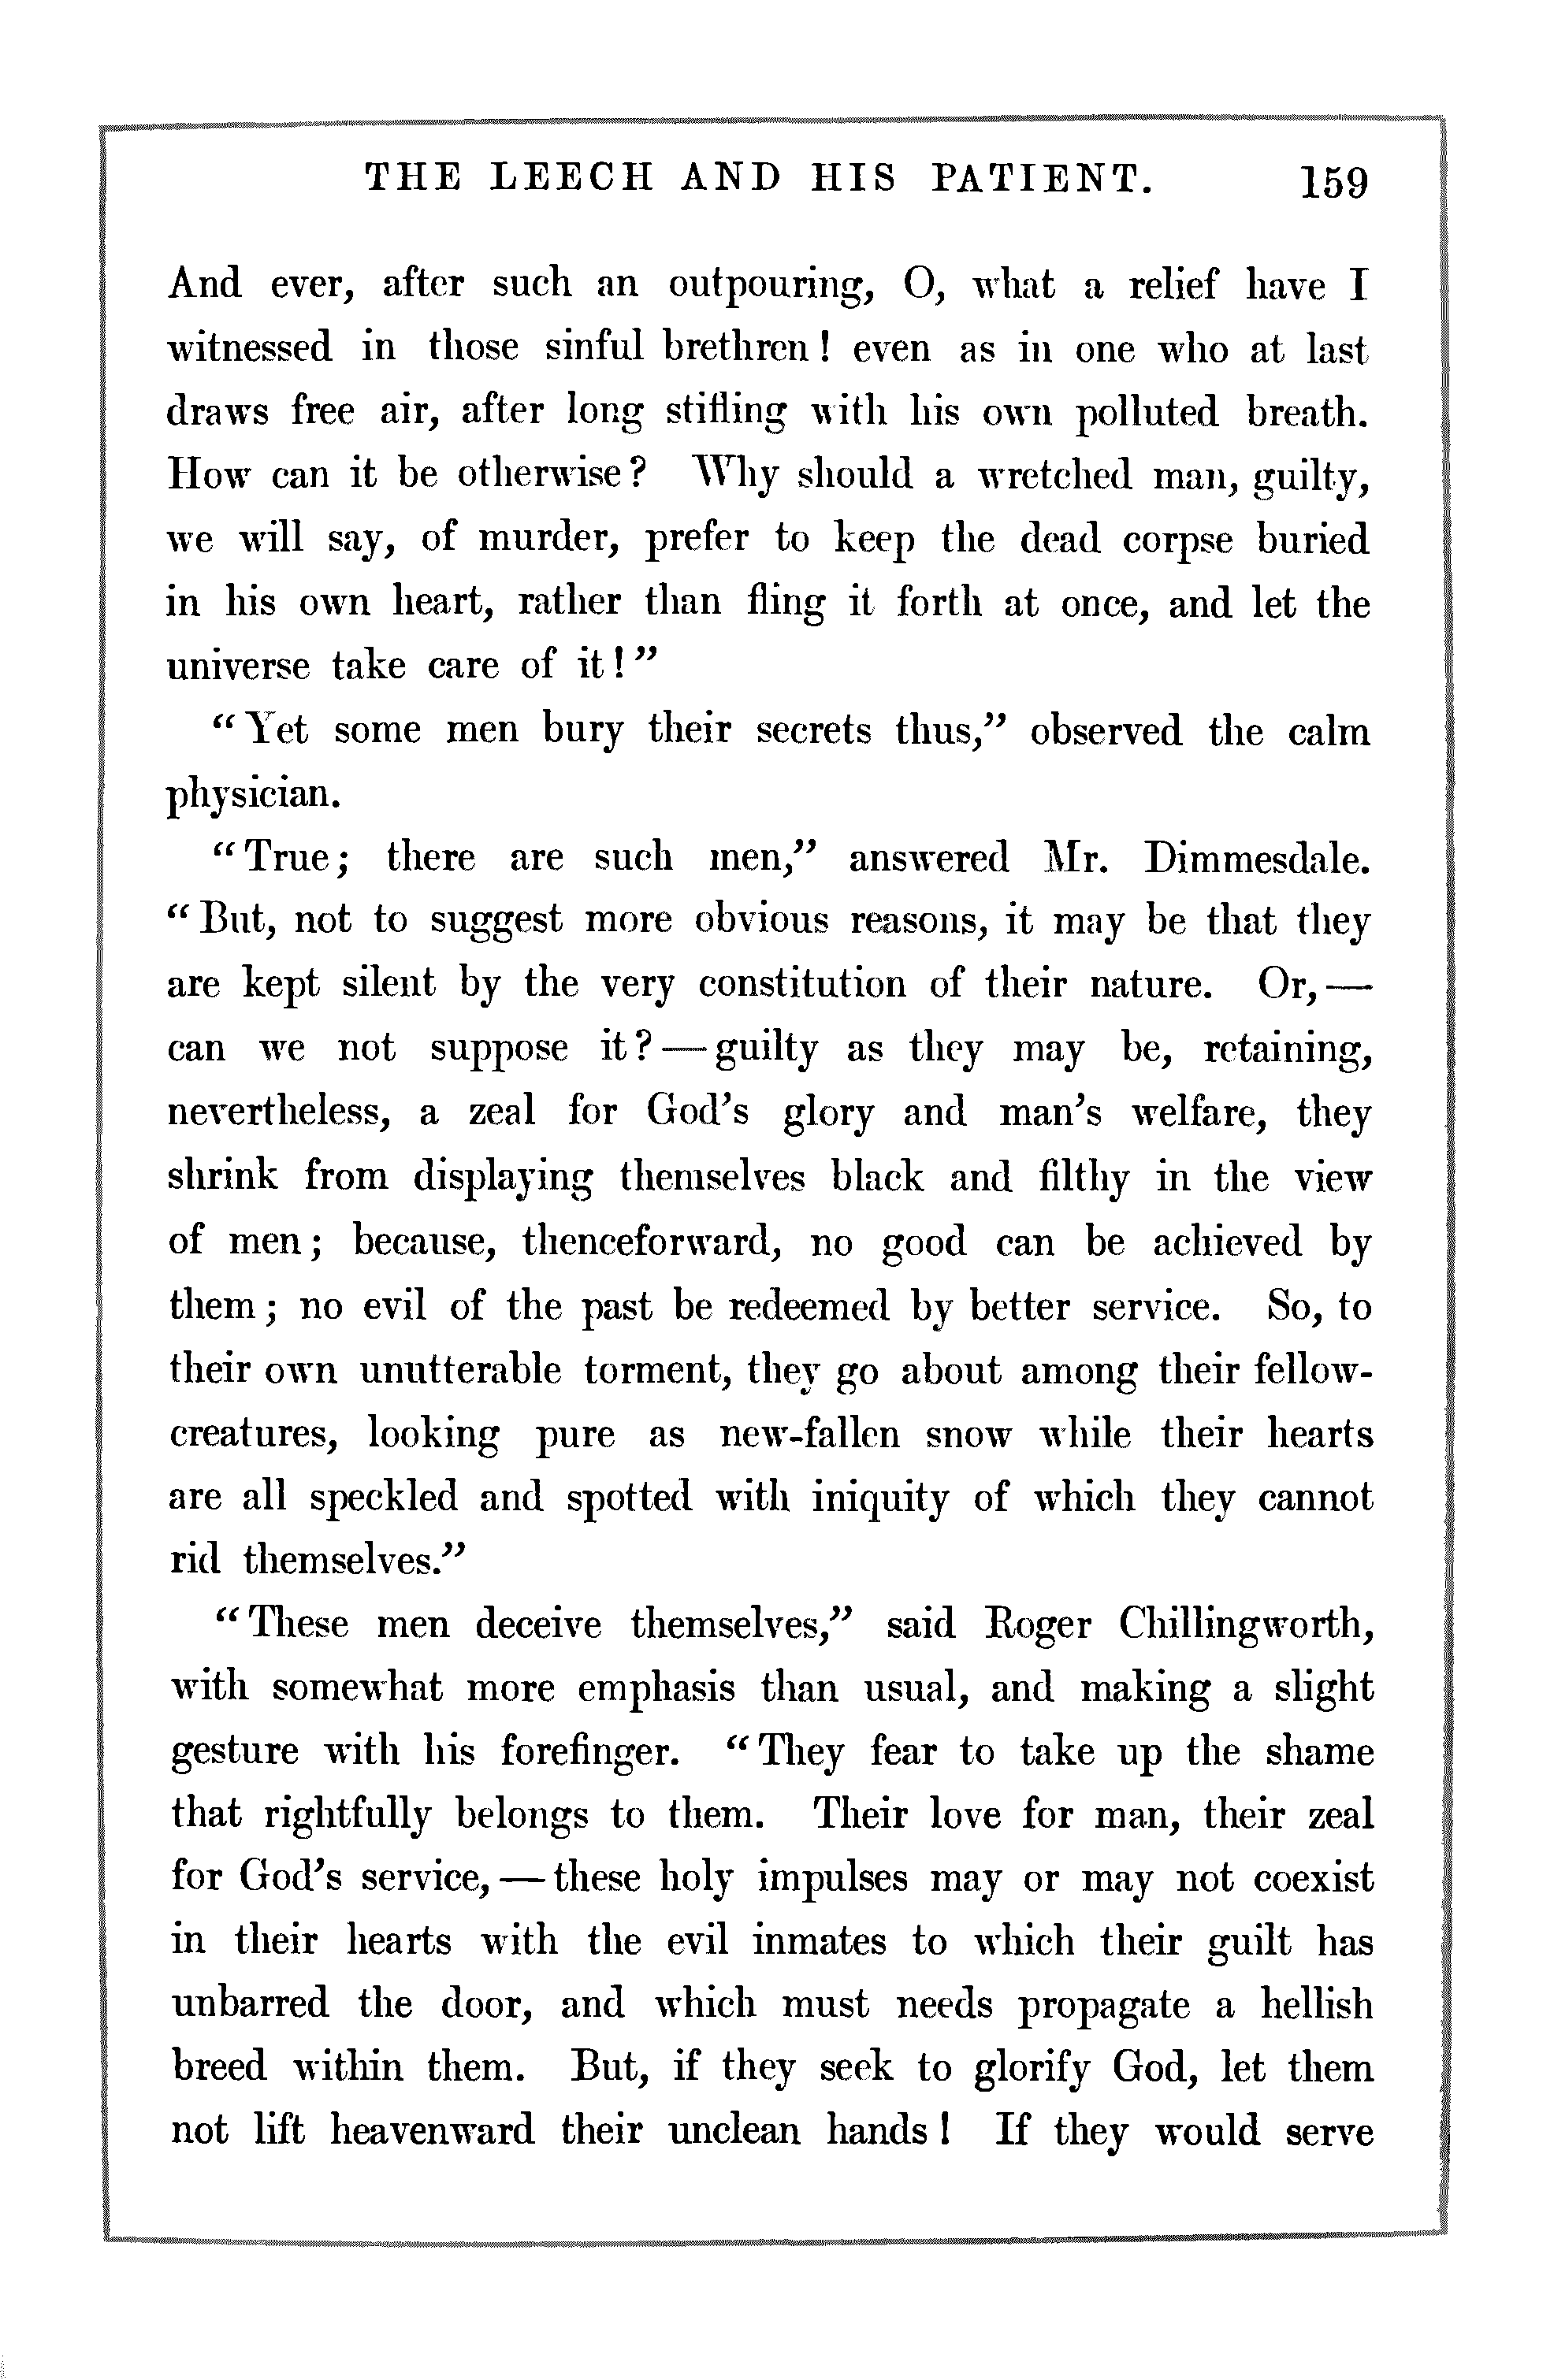 THE LEECH AND HIS PATIENT. 159
And ever, after such an outpouring, O, what a relief have I
witnessed in those sinful brethren! even as in one who at last
draws free air, after long stifling with his own polluted breath.
How can it be otherwise? Why should a wretched man, guilty,
we will say, of murder, prefer to keep the dead corpse buried
in his own heart, rather than fling it forth at once, and let the
universe take care of it!”
“Yet some men bury their secrets thus,” observed the calm
physician.
“True; there are such men,” answered Mr. Dimmesdale.
“But, not to suggest more obvious reasons, it may be that they
are kept silent by the very constitution of their nature. Or,—
can we not suppose it?—guilty as they may be, retaining,
nevertheless, a zeal for God’s glory and man’s welfare, they
shrink from displaying themselves black and filthy in the view
of men; because, thenceforward, no good can be achieved by
them; no evil of the past be redeemed by better service. So, to
their own unutterable torment, they go about among their fellow-
creatures, looking pure as new-fallen snow while their hearts
are all speckled and spotted with iniquity of which they cannot
rid themselves.”
“These men deceive themselves,” said Roger Chillingworth,
with somewhat more emphasis than usual, and making a slight
gesture with his forefinger. “They fear to take up the shame
that rightfully belongs to them. Their love for man, their zeal
for God’s service,—these holy impulses may or may not coexist
in their hearts with the evil inmates to which their guilt has
unbarred the door, and which must needs propagate a hellish
breed within them. But, if they seek to glorify God, let them
not lift heavenward their unclean hands! If they would serve